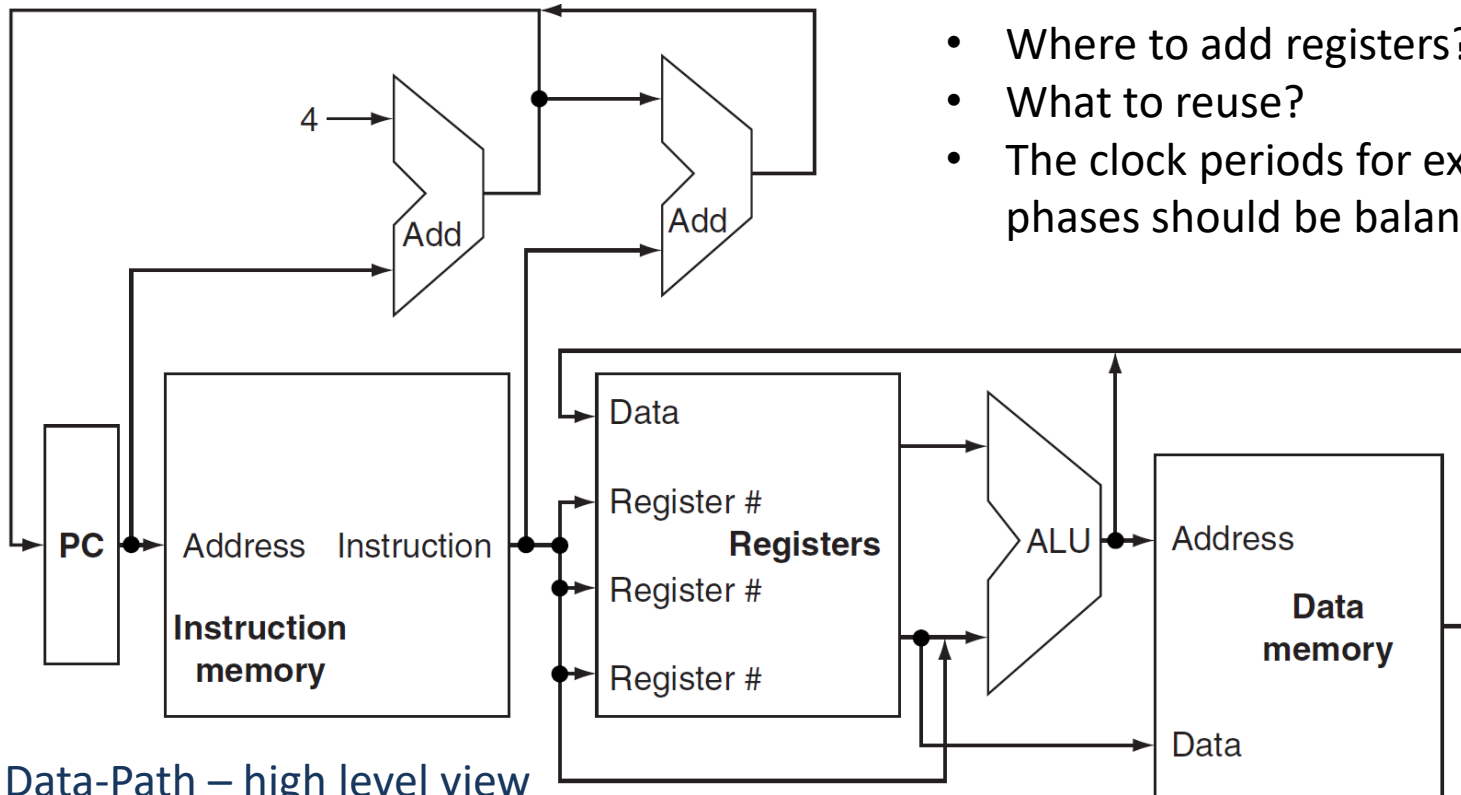 • Where to add registers?
• What to reuse?
• The clock periods for ex
phases should be balan
4
Add
Add
Data
Register #
Registers
Register #
Register #
PC
Address Instruction
Instruction
memory
ALU
Address
Data
memory
Data
Data-Path – high level view